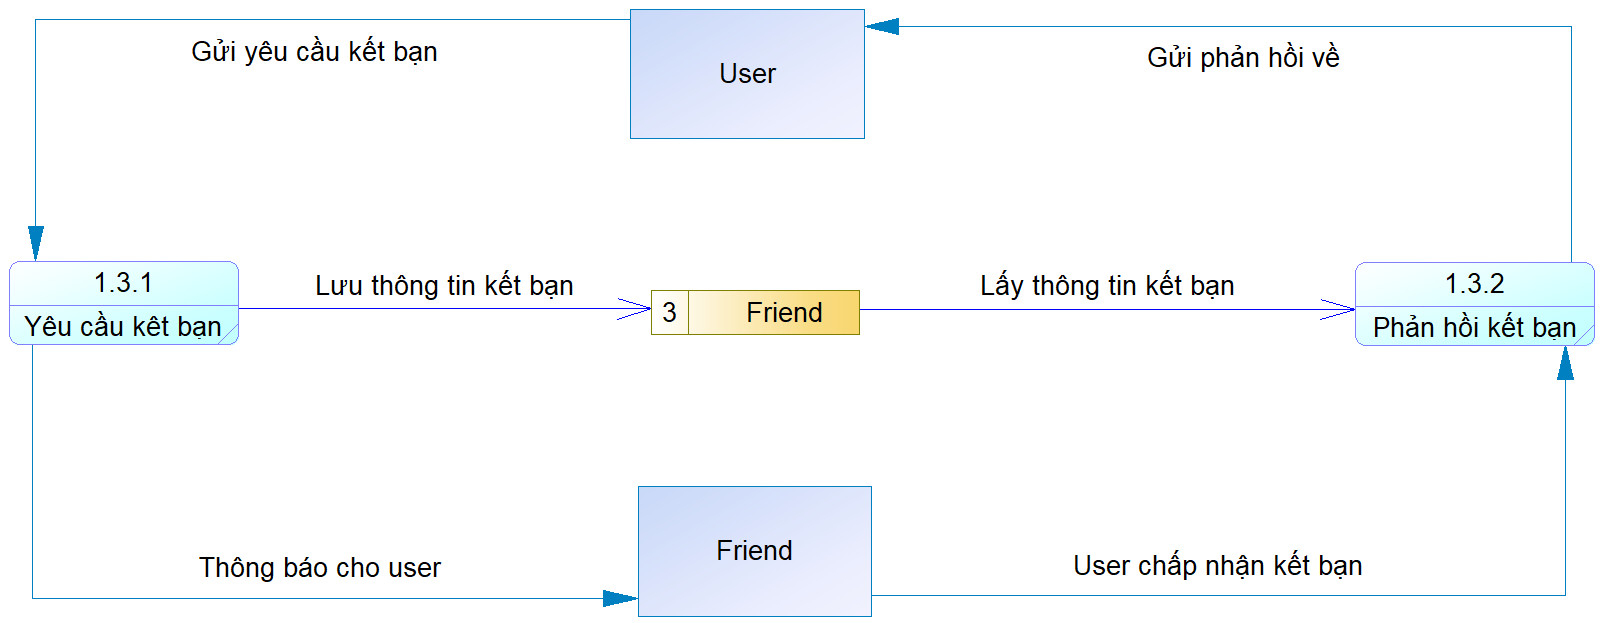 Gửi yêu cầu kết bạn
User
Gửi phản hồi về
1.3.1
Yêu cầu kêt bạn
Lưu thông tin kết bạn
3 Friend
Lấy thông tin kết bạn
1.3.2
Phản hồi kết bạn
Thông báo cho user
Friend
User chấp nhận kết bạn